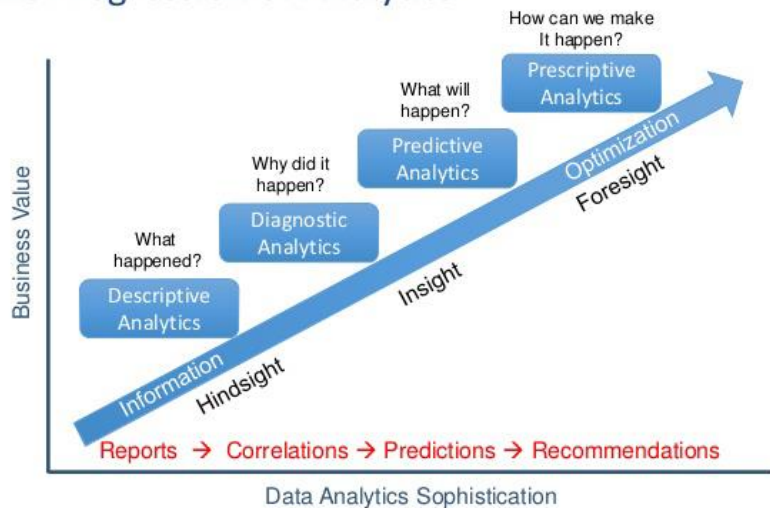 How can we make
It happen?
Prescriptive
Analytics
What will
happen?
Predictive
Analytics
Why did it
happen?
Diagnostic
Analytics
What
happened?
Descriptive
Analytics
Information
Optimization
Hindsight
Insight
Foresight
Reports → Correlations → Predictions → Recommendations
Business Value
Data Analytics Sophistication